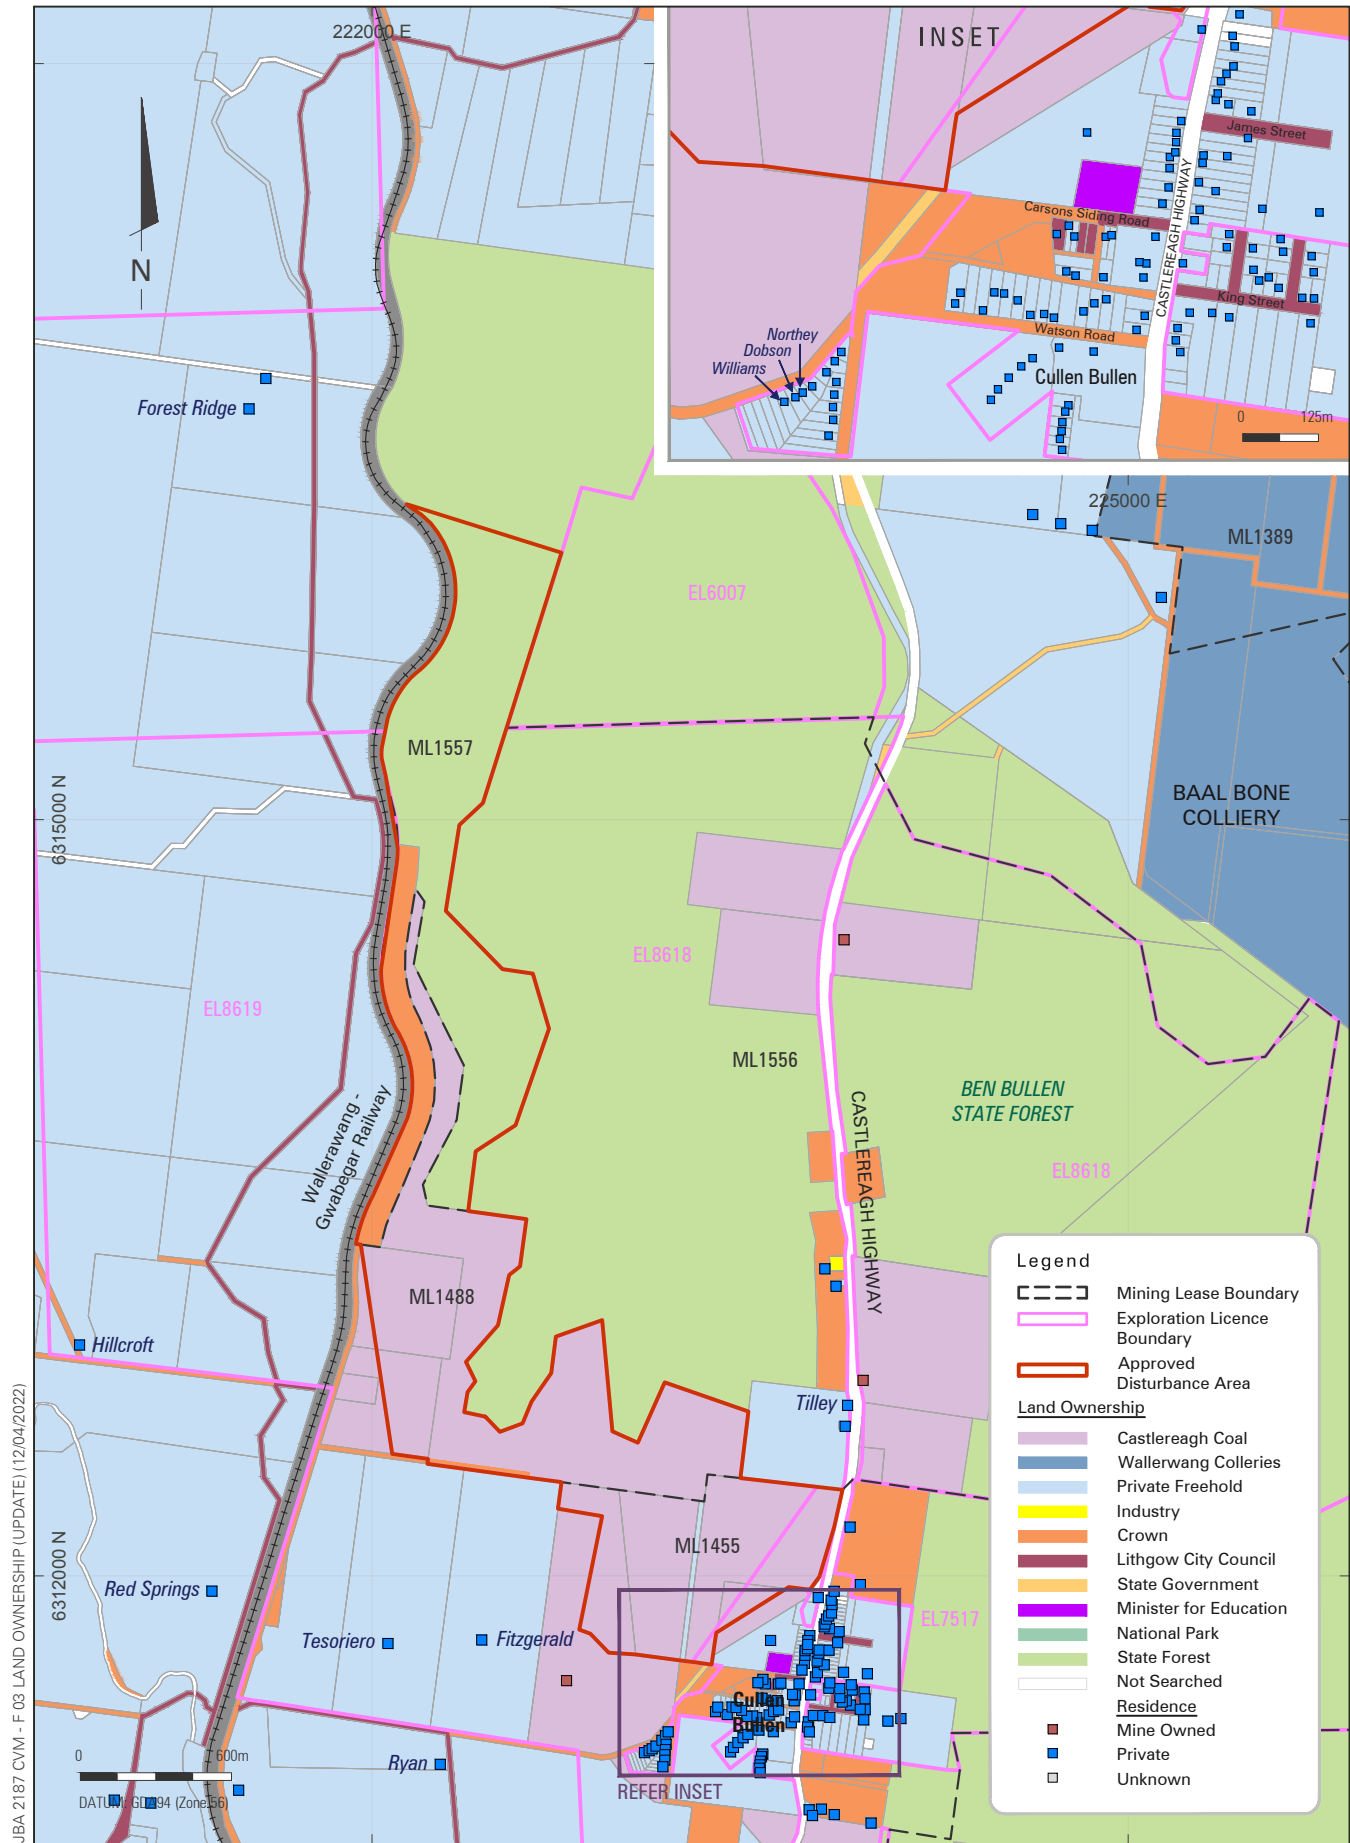 222000 E
INSET
James Street
Carsons Siding Road
CASTLEREAGH HIGHWAY
King Street
Watson Road
Northey
Dobson
Williams
Cullen Bullen
0 125m
N
Forest Ridge
225000 E
ML1389
EL6007
ML1557
BAAL BONE
COLLIERY
6315000 N
EL8618
EL8619
ML1556
BEN BULLEN
STATE FOREST
CASTLEREAGH HIGHWAY
EL8618
Wallerawang -
Gwabegar Railway
ML1488
Hillcroft
Tilley
ML1455
6312000 N
Red Springs
Tesoriero
Fitzgerald
EL7517
Cullen
Bullen
Ryan
REFER INSET
0 600m
DATUM: GDA94 (Zone 56)
JBA 2187 CVM - F 03 LAND OWNERSHIP (UPDATE) (12/04/2022)
Legend
Mining Lease Boundary
Exploration Licence
Boundary
Approved
Disturbance Area
Land Ownership
Castlereagh Coal
Wallerwang Colleries
Private Freehold
Industry
Crown
Lithgow City Council
State Government
Minister for Education
National Park
State Forest
Not Searched
Residence
Mine Owned
Private
Unknown